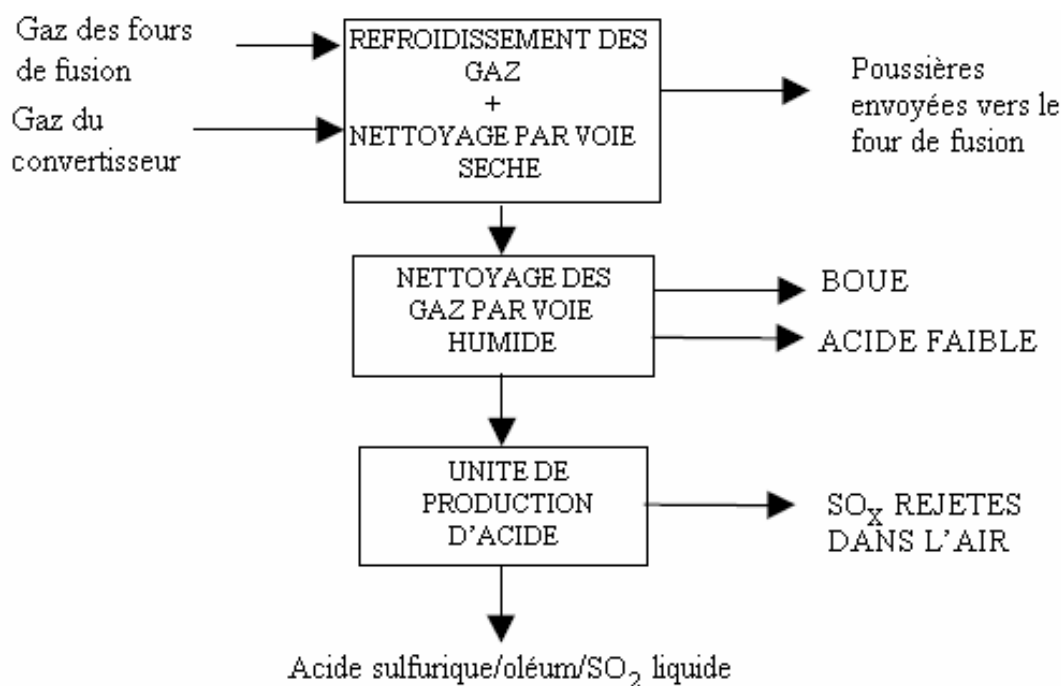 Gaz des fours
de fusion
Gaz du
convertisseur
REFROIDISSEMENT DES
GAZ
+
NETTOYAGE PAR VOIE
SECHE
Poussières
envoyées vers le
four de fusion
NETTOYAGE DES
GAZ PAR VOIE
HUMIDE
BOUE
ACIDE FAIBLE
UNITE DE
PRODUCTION
D'ACIDE
SOX REJETES
DANS L'AIR
Acide sulfurique/oléum/SO2 liquide